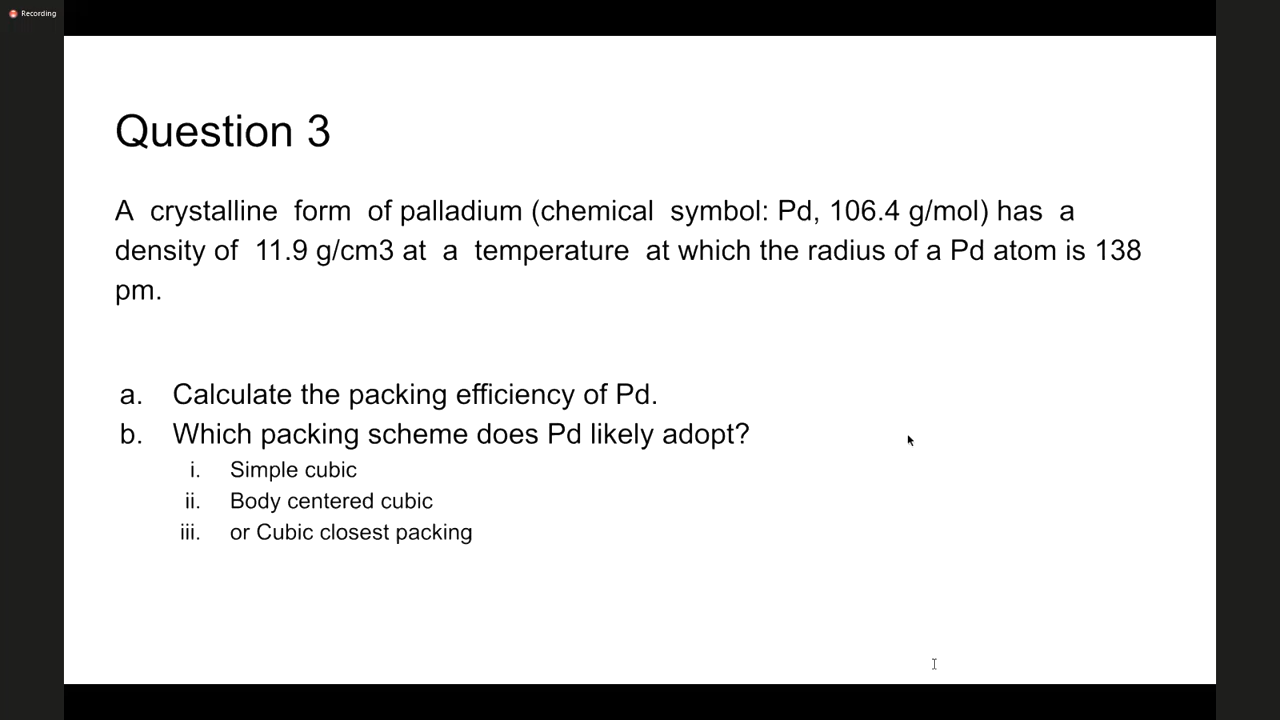 Recording
Question 3
A crystalline form of palladium (chemical symbol: Pd, 106.4 g/mol) has a
density of 11.9 g/cm3 at a temperature at which the radius of a Pd atom is 138
pm.
a. Calculate the packing efficiency of Pd.
b. Which packing scheme does Pd likely adopt?
i. Simple cubic
ii. Body centered cubic
iii. or Cubic closest packing